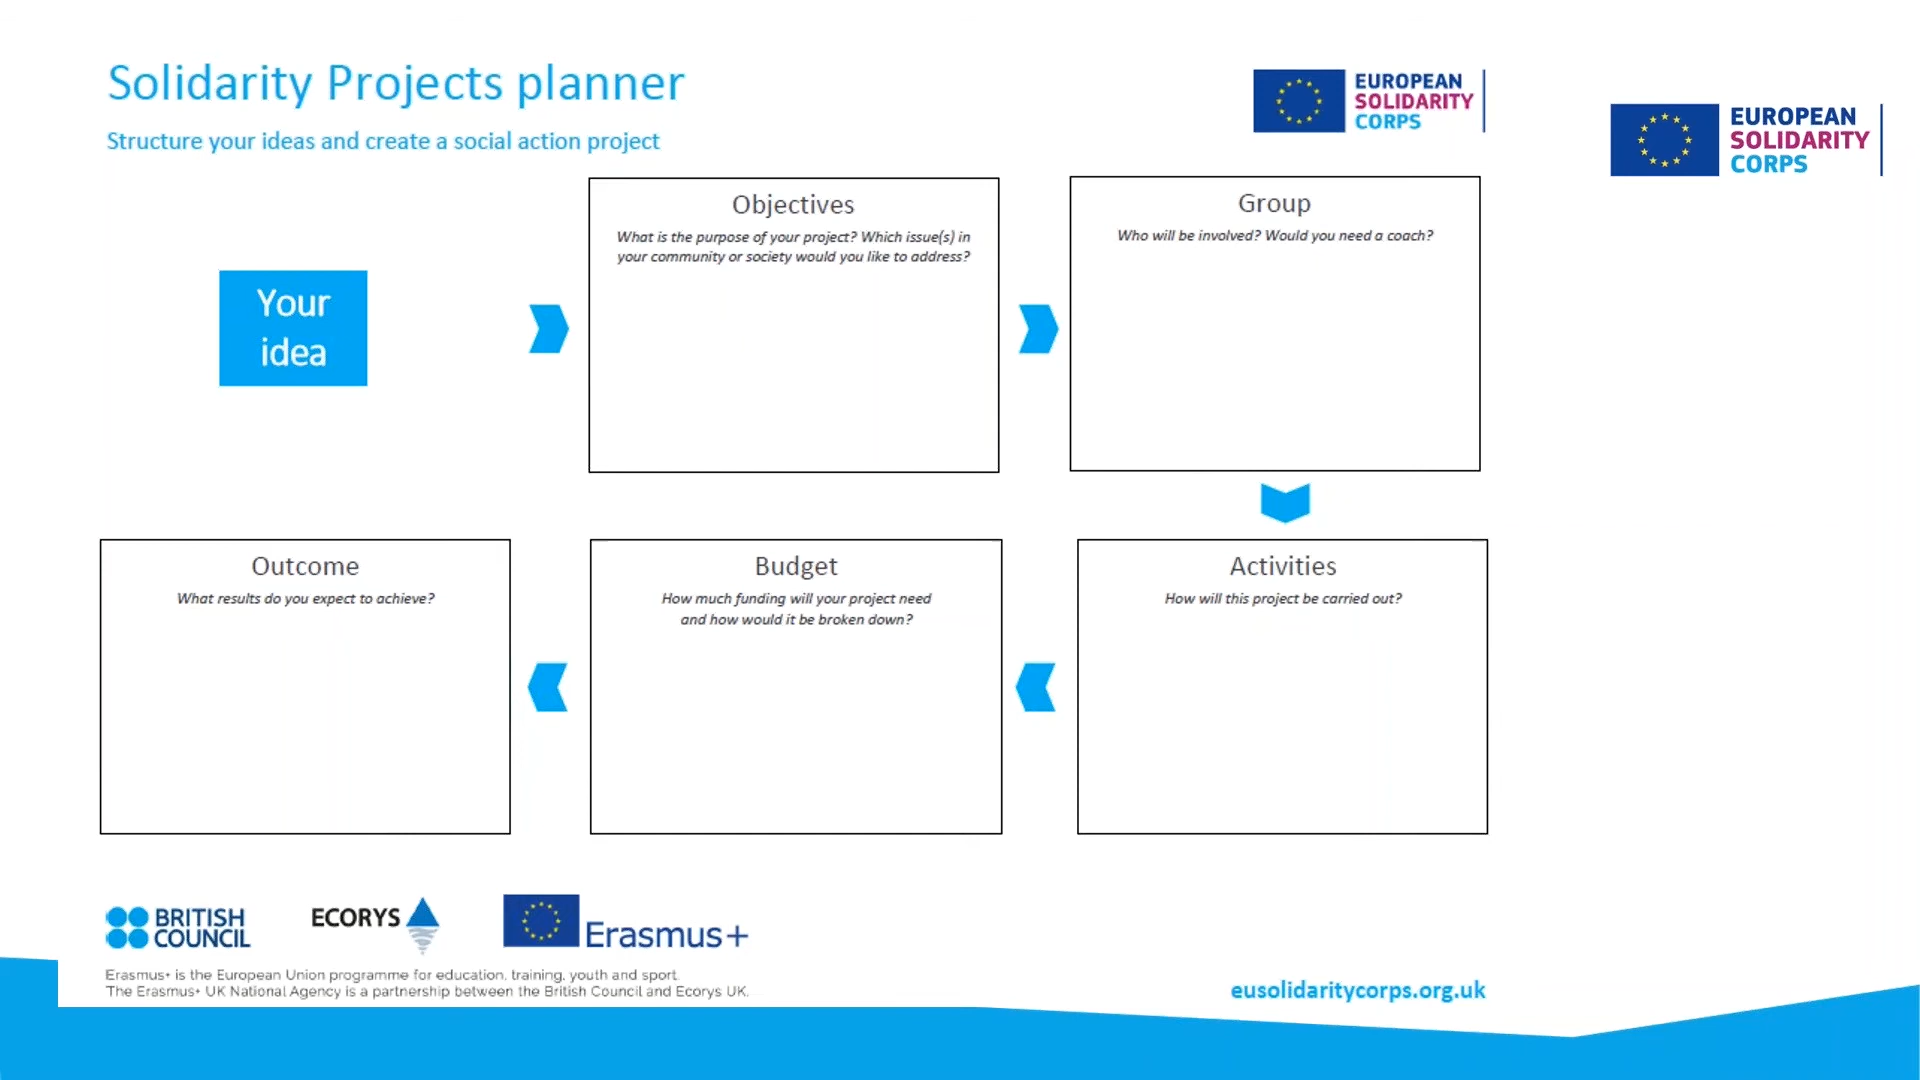 Solidarity Projects planner
Structure your ideas and create a social action project
EUROPEAN
SOLIDARITY
CORPS
EUROPEAN
SOLIDARITY
CORPS
Your
idea
Objectives
What is the purpose of your project? Which issue(s) in
your community or society would you like to address?
Group
Who will be involved? Would you need a coach?
Outcome
What results do you expect to achieve?
Budget
How much funding will your project need
and how would it be broken down?
Activities
How will this project be carried out?
BRITISH
COUNCIL
ECORYS
Erasmus+
Erasmus+ is the European Union programme for education, training, youth and sport.
The Erasmus+ UK National Agency is a partnership between the British Council and Ecorys UK.
eusolidaritycorps.org.uk